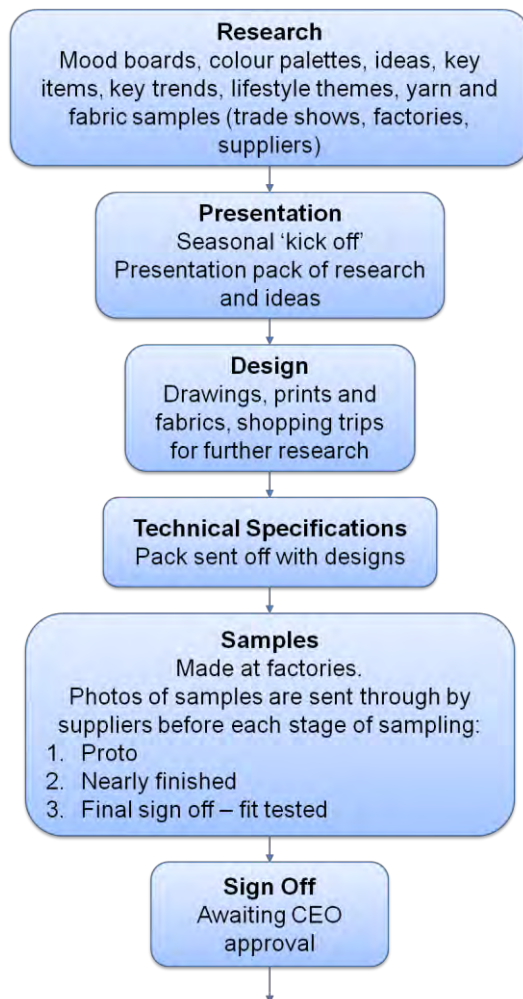 Research
Mood boards, colour palettes, ideas, key
items, key trends, lifestyle themes, yarn and
fabric samples (trade shows, factories,
suppliers)
Presentation
Seasonal ‘kick off’
Presentation pack of research
and ideas
Design
Drawings, prints and
fabrics, shopping trips
for further research
Technical Specifications
Pack sent off with designs
Samples
Made at factories.
Photos of samples are sent through by
suppliers before each stage of sampling:
1. Proto
2. Nearly finished
3. Final sign off – fit tested
Sign Off
Awaiting CEO
approval